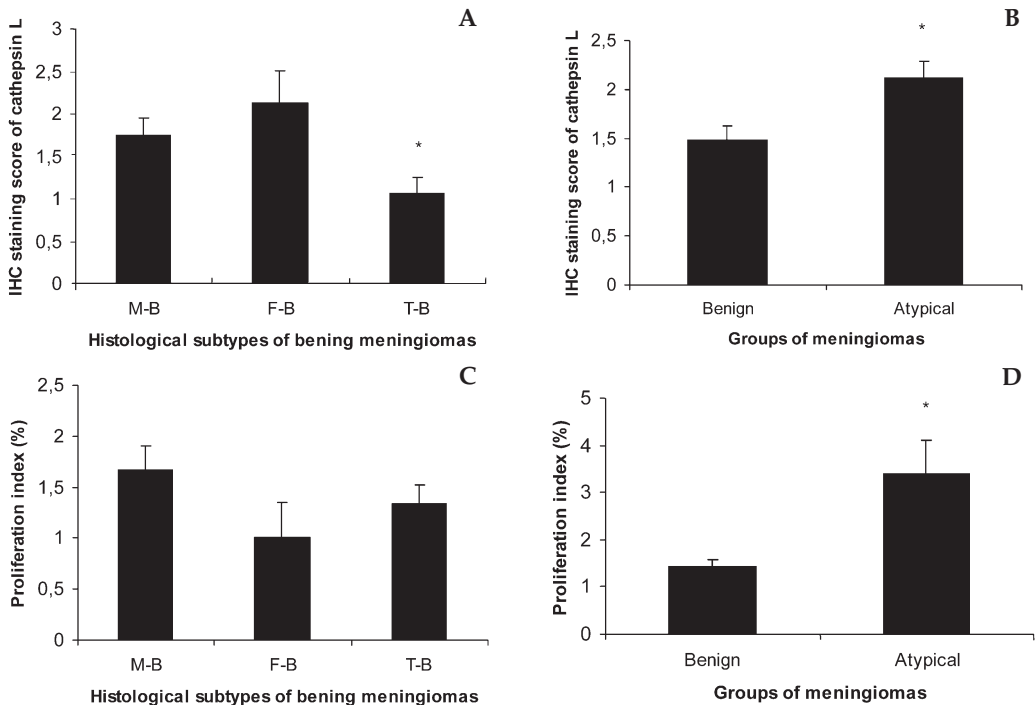 A
IHC staining score of cathepsin L
3
2,5
2
1,5
1
0,5
0
*
M-B F-B T-B
Histological subtypes of bening meningiomas
B
IHC staining score of cathepsin L
2,5
2
1,5
1
0,5
0
*
Benign Atypical
Groups of meningiomas
C
Proliferation index (%)
2,5
2
1,5
1
0,5
0
M-B F-B T-B
Histological subtypes of bening meningiomas
D
Proliferation index (%)
5
4
3
2
1
0
*
Benign Atypical
Groups of meningiomas